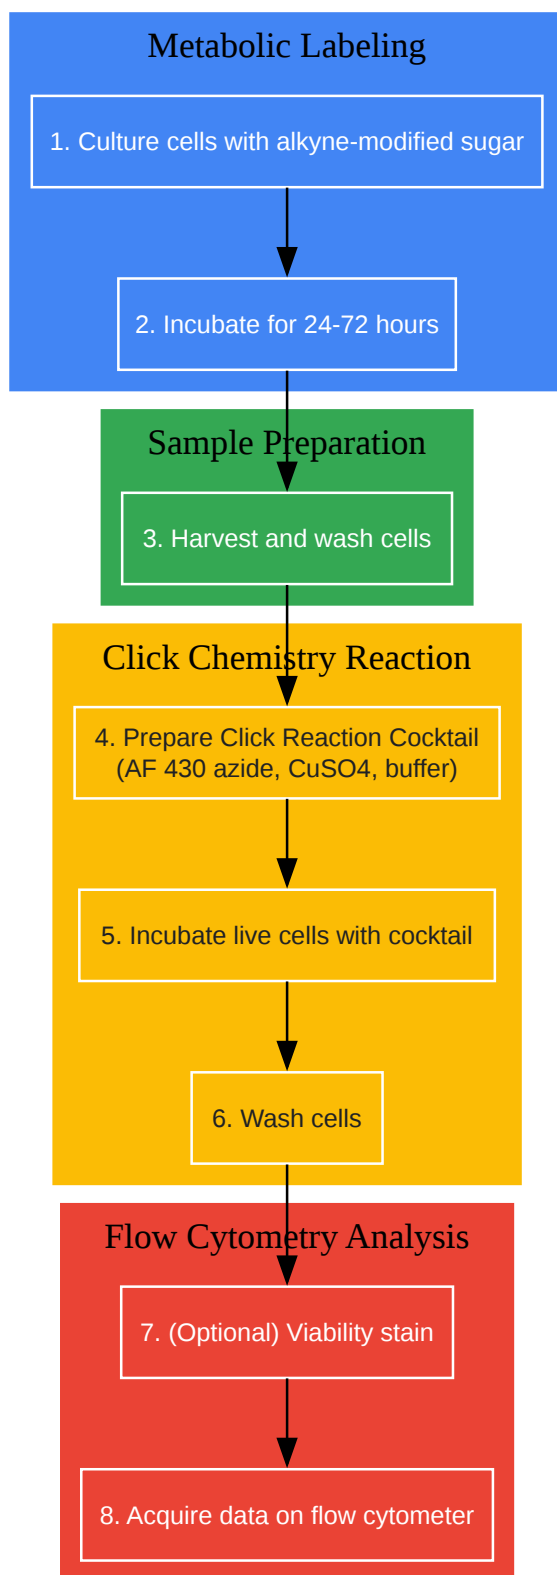 Metabolic Labeling
1. Culture cells with alkyne-modified sugar
2. Incubate for 24-72 hours
Sample Preparation
3. Harvest and wash cells
Click Chemistry Reaction
4. Prepare Click Reaction Cocktail
(AF 430 azide, CuSO4, buffer)
5. Incubate live cells with cocktail
6. Wash cells
Flow Cytometry Analysis
7. (Optional) Viability stain
8. Acquire data on flow cytometer